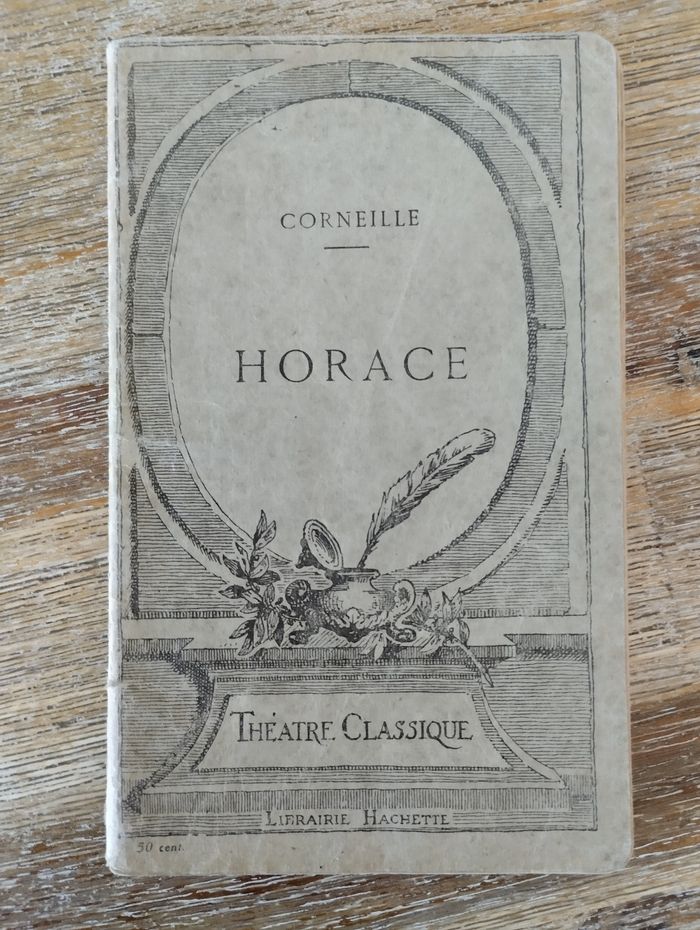 CORNEILLE
HORACE
THÉATRE CLASSIQUE
LIBRAIRIE HACHETTE
50 cent.